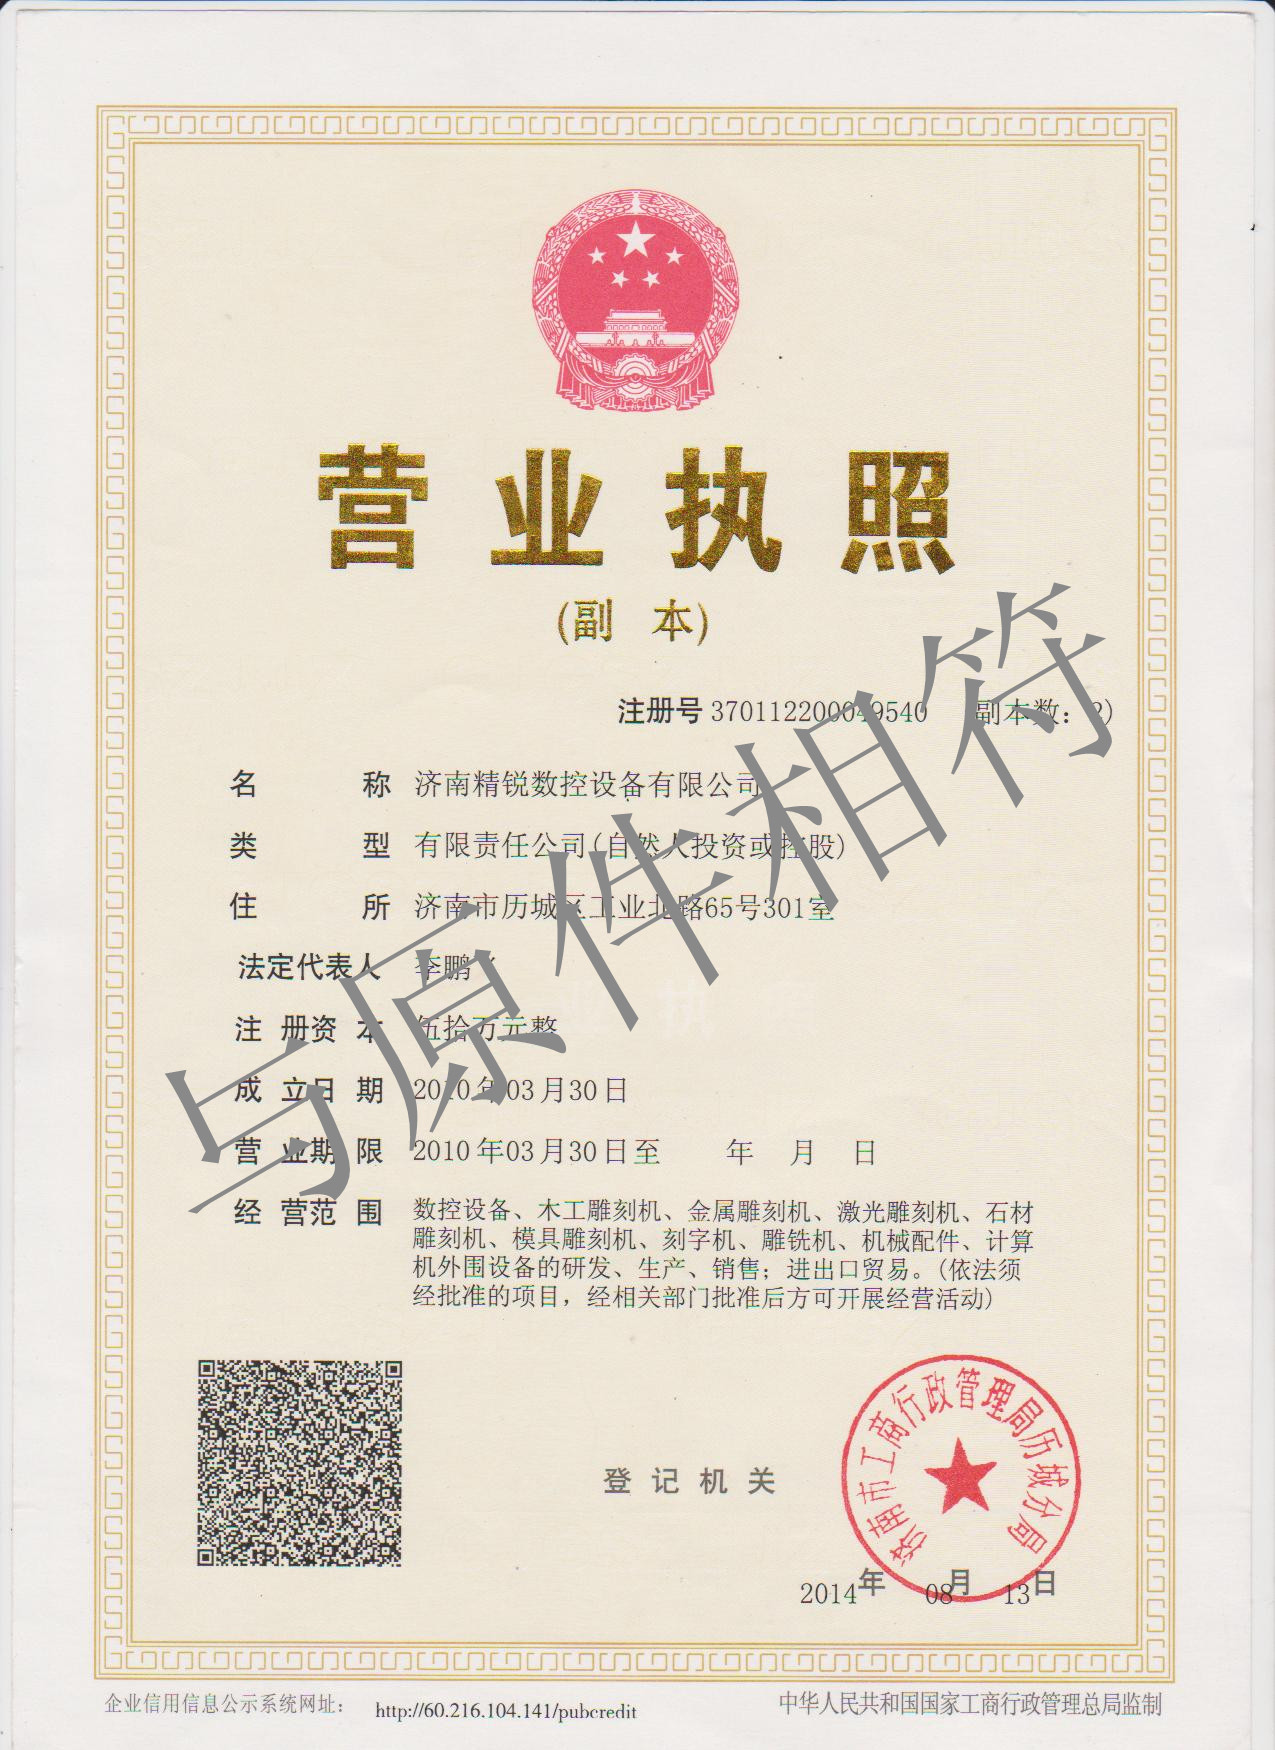 营业执照
(副 本)
注册号 370112200049540 副本数：2)
名 称 济南精锐数控设备有限公司
类 型 有限责任公司(自然人投资或控股)
住 所 济南市历城区工业北路65号301室
法定代表人 李鹏
注册资本 伍拾万元整
成立日期 2010年03月30日
营业期限 2010年03月30日至 年 月 日
经营范围 数控设备、木工雕刻机、金属雕刻机、激光雕刻机、石材
雕刻机、模具雕刻机、刻字机、雕铣机、机械配件、计算
机外围设备的研发、生产、销售；进出口贸易。(依法须
经批准的项目，经相关部门批准后方可开展经营活动)
与原件相符
登记机关
济南市工商行政管理局历城分局
2014年 08月 13日
企业信用信息公示系统网址： http://60.216.104.141/pubcredit 中华人民共和国国家工商行政管理总局监制